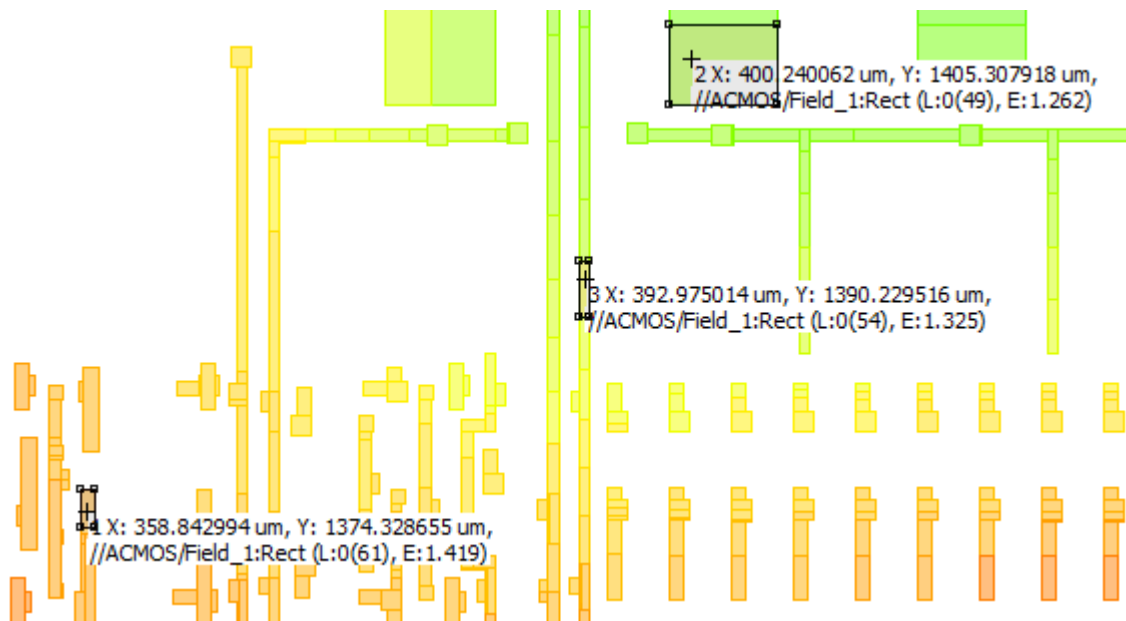 2 X: 400.240062 um, Y: 1405.307918 um,
//ACMOS/Field_1:Rect (L:0(49), E:1.262)
3 X: 392.975014 um, Y: 1390.229516 um,
//ACMOS/Field_1:Rect (L:0(54), E:1.325)
1 X: 358.842994 um, Y: 1374.328655 um,
//ACMOS/Field_1:Rect (L:0(61), E:1.419)